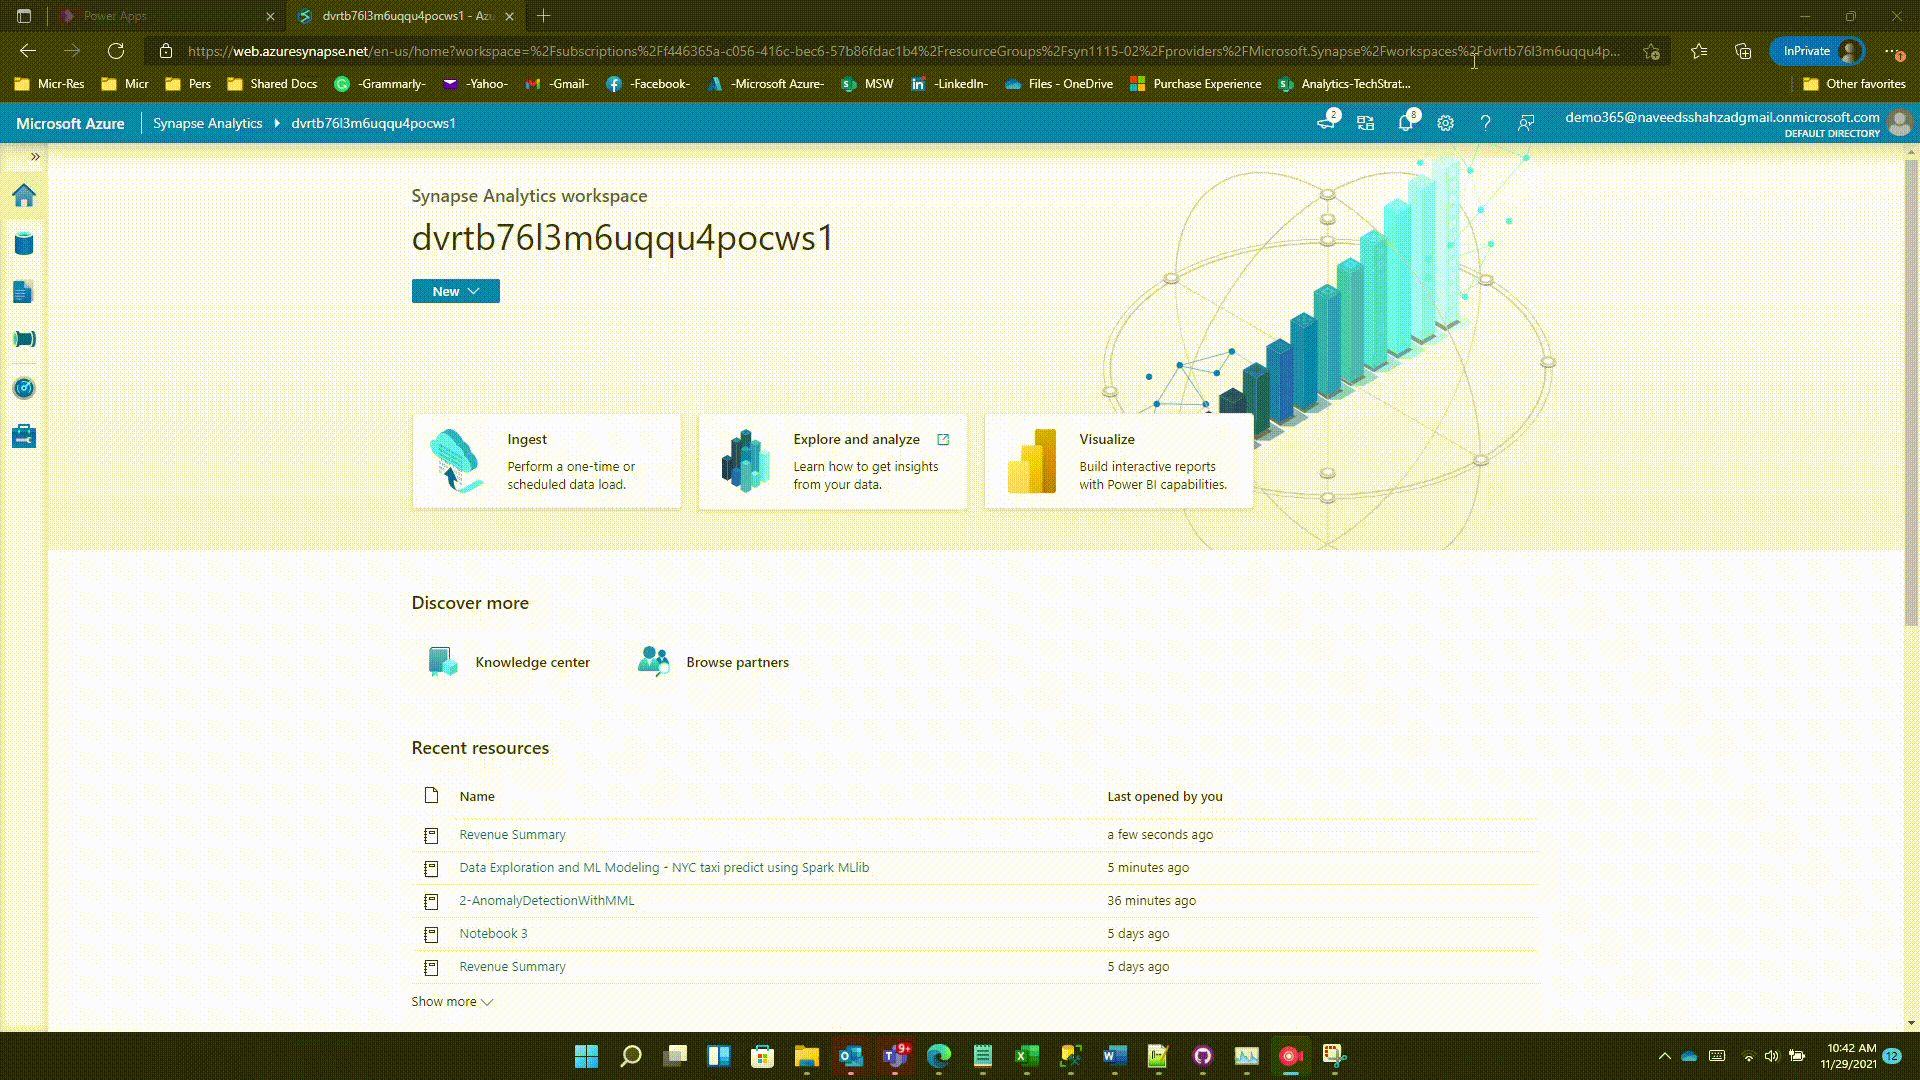 Power Apps
dvrtb76l3m6uqqu4pocws1 - Azu
https://web.azuresynapse.net/en-us/home?workspace=%2Fsubscriptions%2Ff446365a-c056-416c-bec6-57b86fdac1b4%2FresourceGroups%2Fsyn1115-02%2Fproviders%2FMicrosoft.Synapse%2Fworkspaces%2Fdvrtb76l3m6uqqu4p...
InPrivate
Micr-Res
Micr
Pers
Shared Docs
-Grammarly-
-Yahoo-
-Gmail-
-Facebook-
-Microsoft Azure-
MSW
-LinkedIn-
Files - OneDrive
Purchase Experience
Analytics-TechStrat...
Other favorites
Microsoft Azure
Synapse Analytics
dvrtb76l3m6uqqu4pocws1
2
8
demo365@naveedsshahzadgmail.onmicrosoft.com
DEFAULT DIRECTORY
Synapse Analytics workspace
dvrtb76l3m6uqqu4pocws1
New
Ingest
Perform a one-time or
scheduled data load.
Explore and analyze
Learn how to get insights
from your data.
Visualize
Build interactive reports
with Power BI capabilities.
Discover more
Knowledge center
Browse partners
Recent resources
Name
Last opened by you
Revenue Summary
a few seconds ago
Data Exploration and ML Modeling - NYC taxi predict using Spark MLlib
5 minutes ago
2-AnomalyDetectionWithMML
36 minutes ago
Notebook 3
5 days ago
Revenue Summary
5 days ago
Show more
9+
10:42 AM
11/29/2021
12